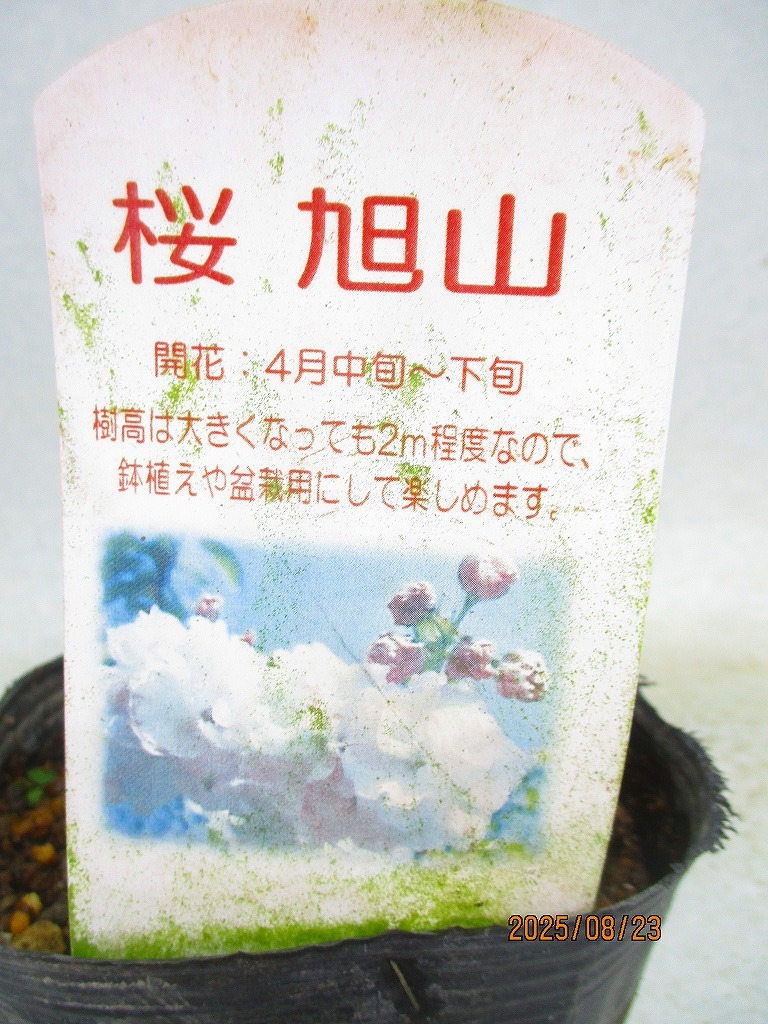 桜 旭山
開花：4月中旬～下旬
樹高は大きくなっても2m程度なので、
鉢植えや盆栽用にして楽しめます。
2025/08/23